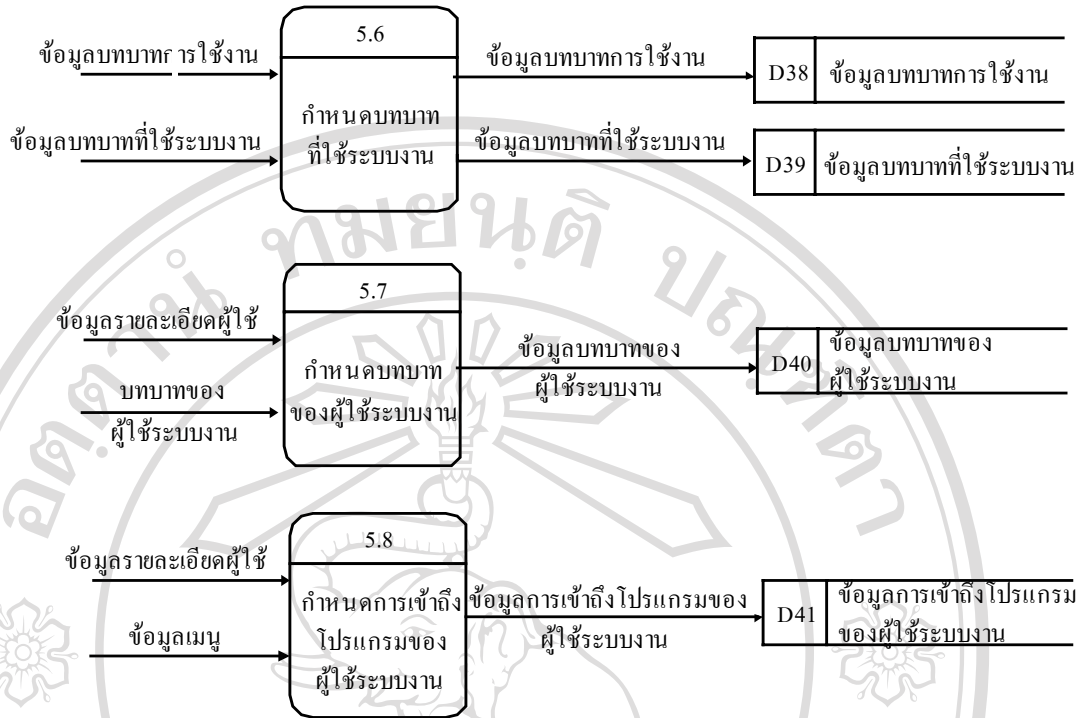 5.6
ข้อมูลบทบาทการใช้งาน
ข้อมูลบทบาทการใช้งาน
D38 ข้อมูลบทบาทการใช้งาน
กำหนดบทบาท
ที่ใช้ระบบงาน
ข้อมูลบทบาทที่ใช้ระบบงาน
ข้อมูลบทบาทที่ใช้ระบบงาน
D39 ข้อมูลบทบาทที่ใช้ระบบงาน
อตฺตานํ ทมยนฺติ ปณฺฑิตา
5.7
ข้อมูลรายละเอียดผู้ใช้
บทบาทของ
ผู้ใช้ระบบงาน
กำหนดบทบาท
ของผู้ใช้ระบบงาน
ข้อมูลบทบาทของ
ผู้ใช้ระบบงาน
D40 ข้อมูลบทบาทของ
ผู้ใช้ระบบงาน
5.8
ข้อมูลรายละเอียดผู้ใช้
ข้อมูลเมนู
กำหนดการเข้าถึง
โปรแกรมของ
ผู้ใช้ระบบงาน
ข้อมูลการเข้าถึงโปรแกรมของ
ผู้ใช้ระบบงาน
D41 ข้อมูลการเข้าถึงโปรแกรม
ของผู้ใช้ระบบงาน